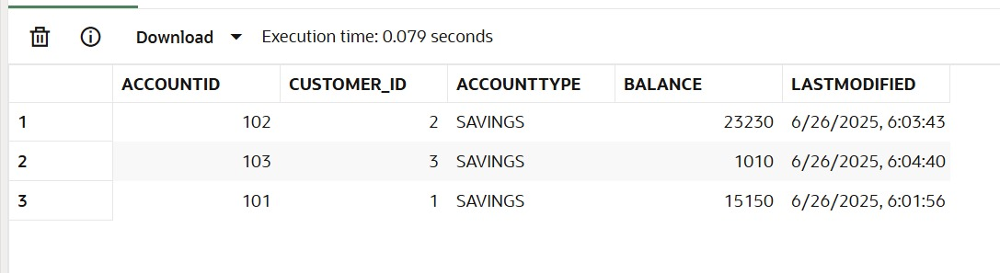 Download Execution time: 0.079 seconds
ACCOUNTID CUSTOMER_ID ACCOUNTTYPE BALANCE LASTMODIFIED
1 102 2 SAVINGS 23230 6/26/2025, 6:03:43
2 103 3 SAVINGS 1010 6/26/2025, 6:04:40
3 101 1 SAVINGS 15150 6/26/2025, 6:01:56